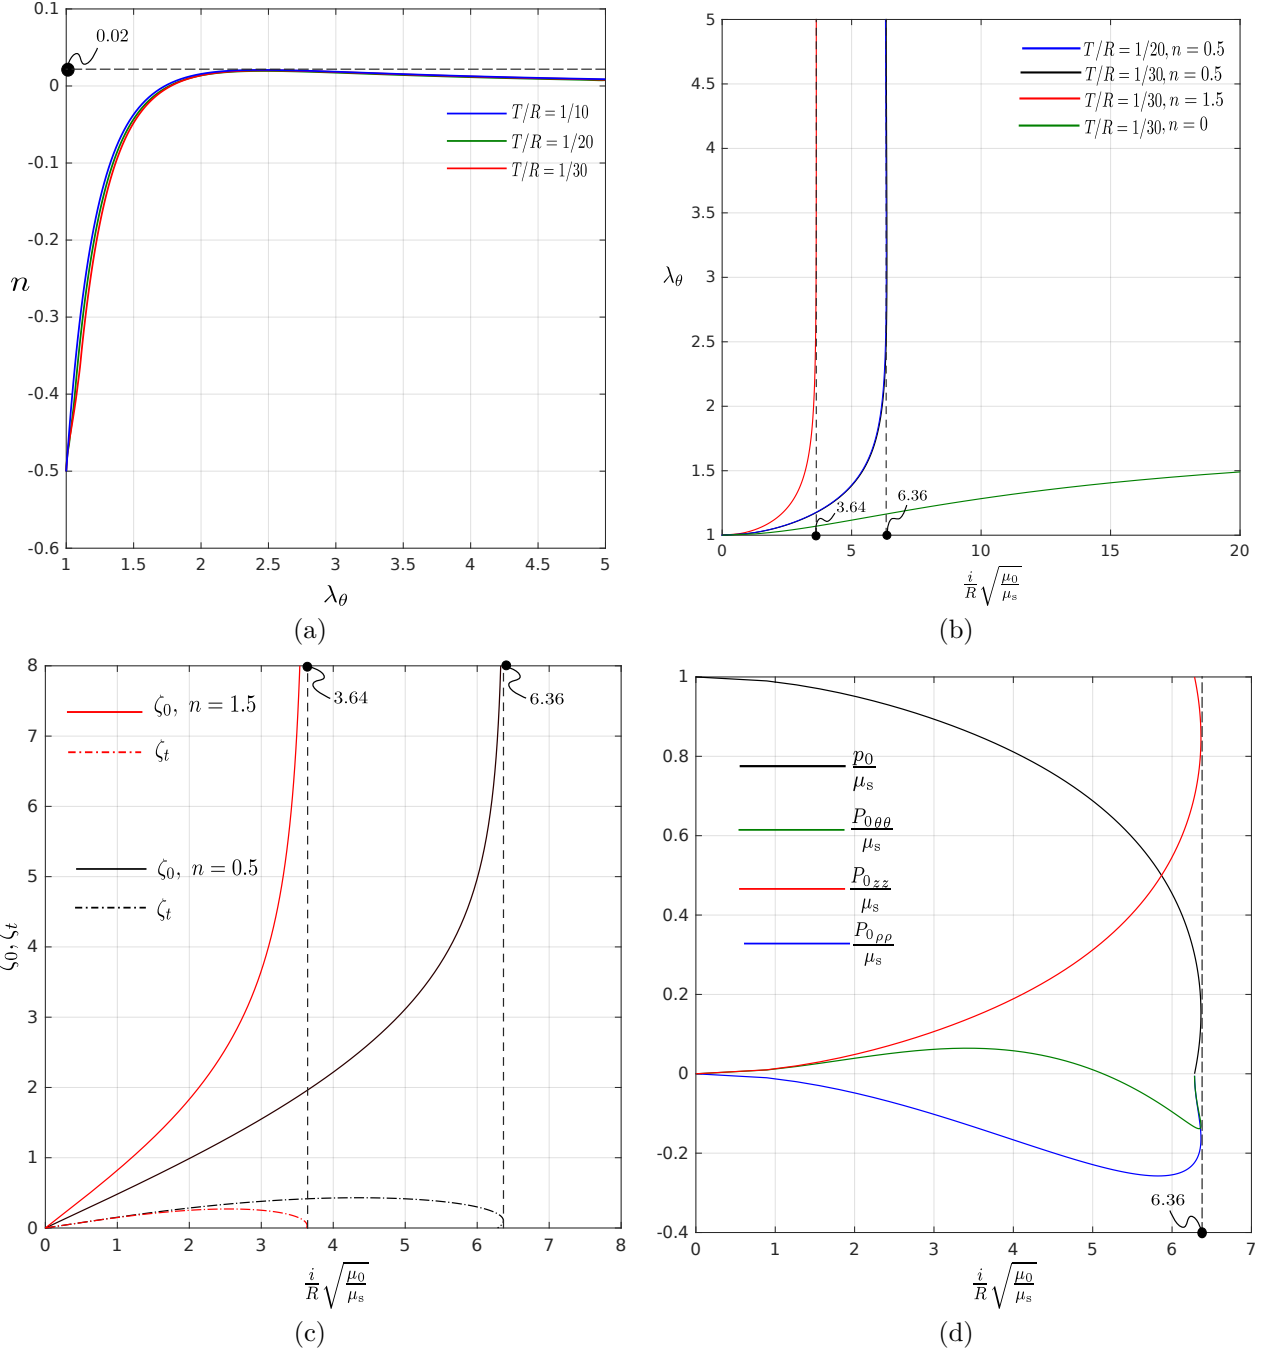 0.1
0.02
0
-0.1
-0.2
n
-0.3
-0.4
-0.5
-0.6
T/R = 1/10
T/R = 1/20
T/R = 1/30
1 1.5 2 2.5 3 3.5 4 4.5 5
λ_θ
(a)
5
4.5
4
3.5
3
λ_θ
2.5
2
1.5
1
T/R = 1/20, n = 0.5
T/R = 1/30, n = 0.5
T/R = 1/30, n = 1.5
T/R = 1/30, n = 0
3.64
6.36
0 5 10 15 20
i/R √(μ₀/μₛ)
(b)
8
7
6
5
4
3
2
1
0
ζ₀, ζ_t
ζ₀, n = 1.5
ζ_t
ζ₀, n = 0.5
ζ_t
3.64
6.36
0 1 2 3 4 5 6 7 8
i/R √(μ₀/μₛ)
(c)
1
0.8
0.6
0.4
0.2
0
-0.2
-0.4
p₀/μₛ
P₀θθ/μₛ
P₀zz/μₛ
P₀ρρ/μₛ
6.36
0 1 2 3 4 5 6 7
i/R √(μ₀/μₛ)
(d)